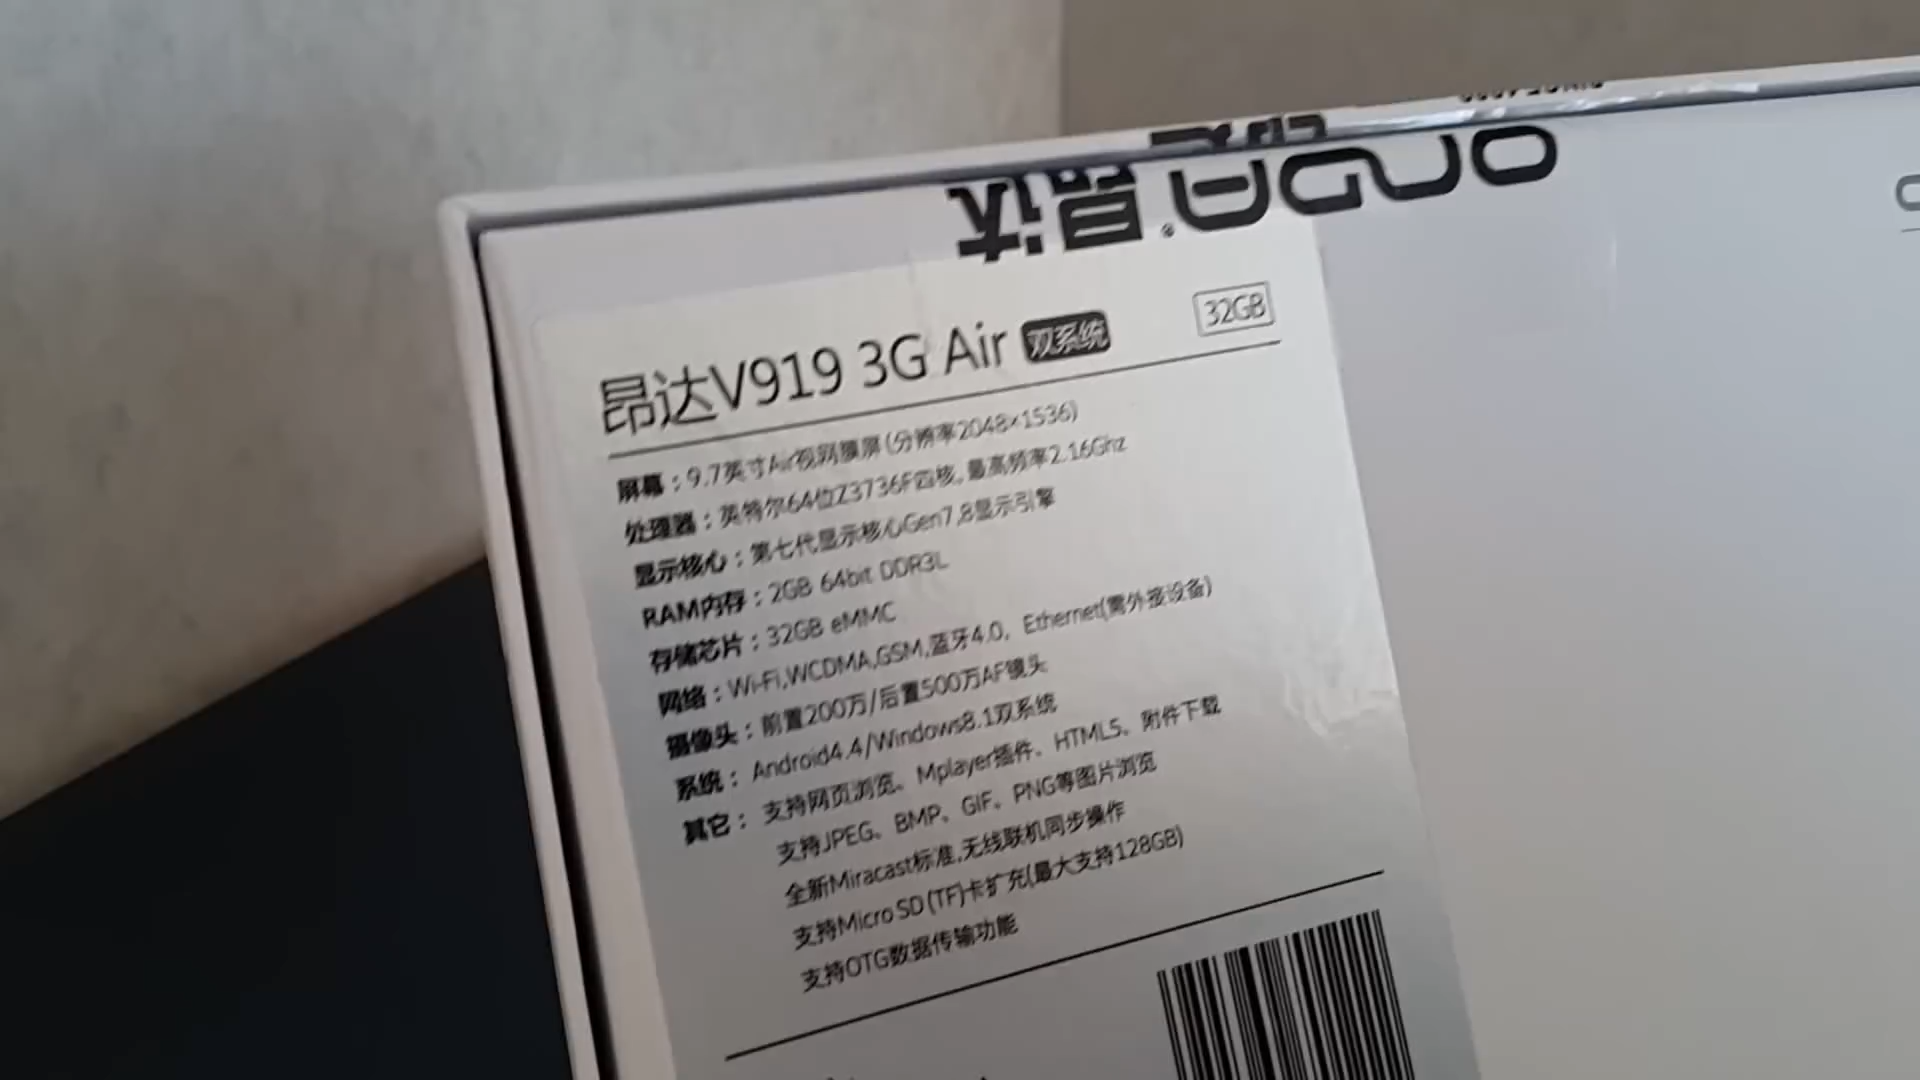 ONDA® 昂达
昂达V919 3G Air 双系统 32GB
屏幕：9.7英寸Air视网膜屏(分辨率2048×1536)
处理器：英特尔64位Z3736F四核,最高频率2.16Ghz
显示核心：第七代显示核心Gen7,8显示引擎
RAM内存：2GB 64bit DDR3L
存储芯片：32GB eMMC
网络：Wi-Fi,WCDMA,GSM,蓝牙4.0，Ethernet(需外接设备)
摄像头：前置200万/后置500万AF镜头
系统：Android4.4/Windows8.1双系统
其它：支持网页浏览、Mplayer插件、HTML5、附件下载
支持JPEG、BMP、GIF、PNG等图片浏览
全新Miracast标准,无线联机同步操作
支持Micro SD (TF)卡扩充(最大支持128GB)
支持OTG数据传输功能